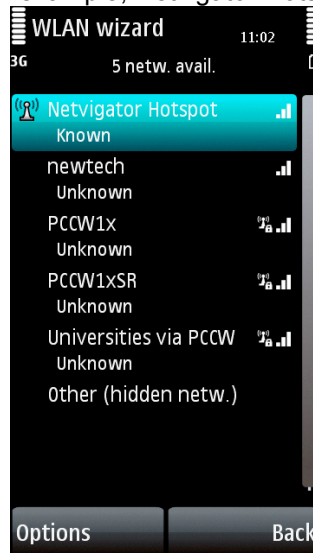 WLAN wizard
11:02
3G
5 netw. avail.
Netvigator Hotspot
Known
newtech
Unknown
PCCW1x
Unknown
PCCW1xSR
Unknown
Universities via PCCW
Unknown
Other (hidden netw.)
Options
Back